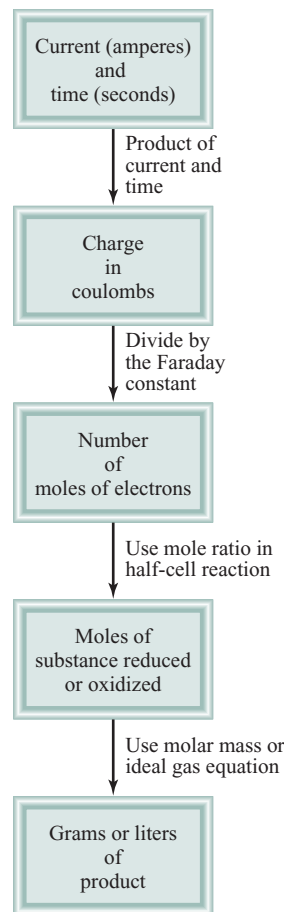 Current (amperes)
and
time (seconds)
Product of
current and
time
Charge
in
coulombs
Divide by
the Faraday
constant
Number
of
moles of electrons
Use mole ratio in
half-cell reaction
Moles of
substance reduced
or oxidized
Use molar mass or
ideal gas equation
Grams or liters
of
product